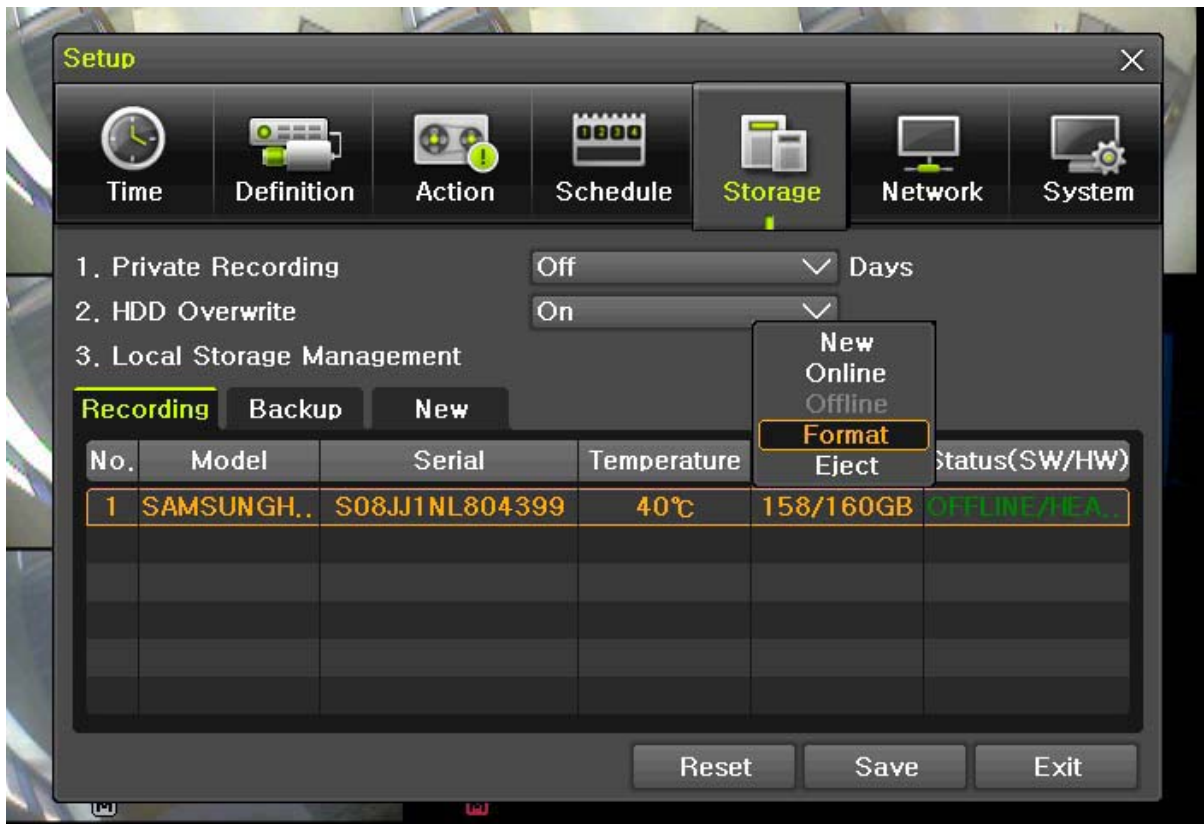 Setup
Time Definition Action Schedule Storage Network System
1. Private Recording Off Days
2. HDD Overwrite On
3. Local Storage Management
New
Online
Offline
Format
Eject
Recording Backup New
No. Model Serial Temperature Status(SW/HW)
1 SAMSUNGH.. S08JJ1NL804399 40℃ 158/160GB OFFLINE/HEA..
Reset Save Exit